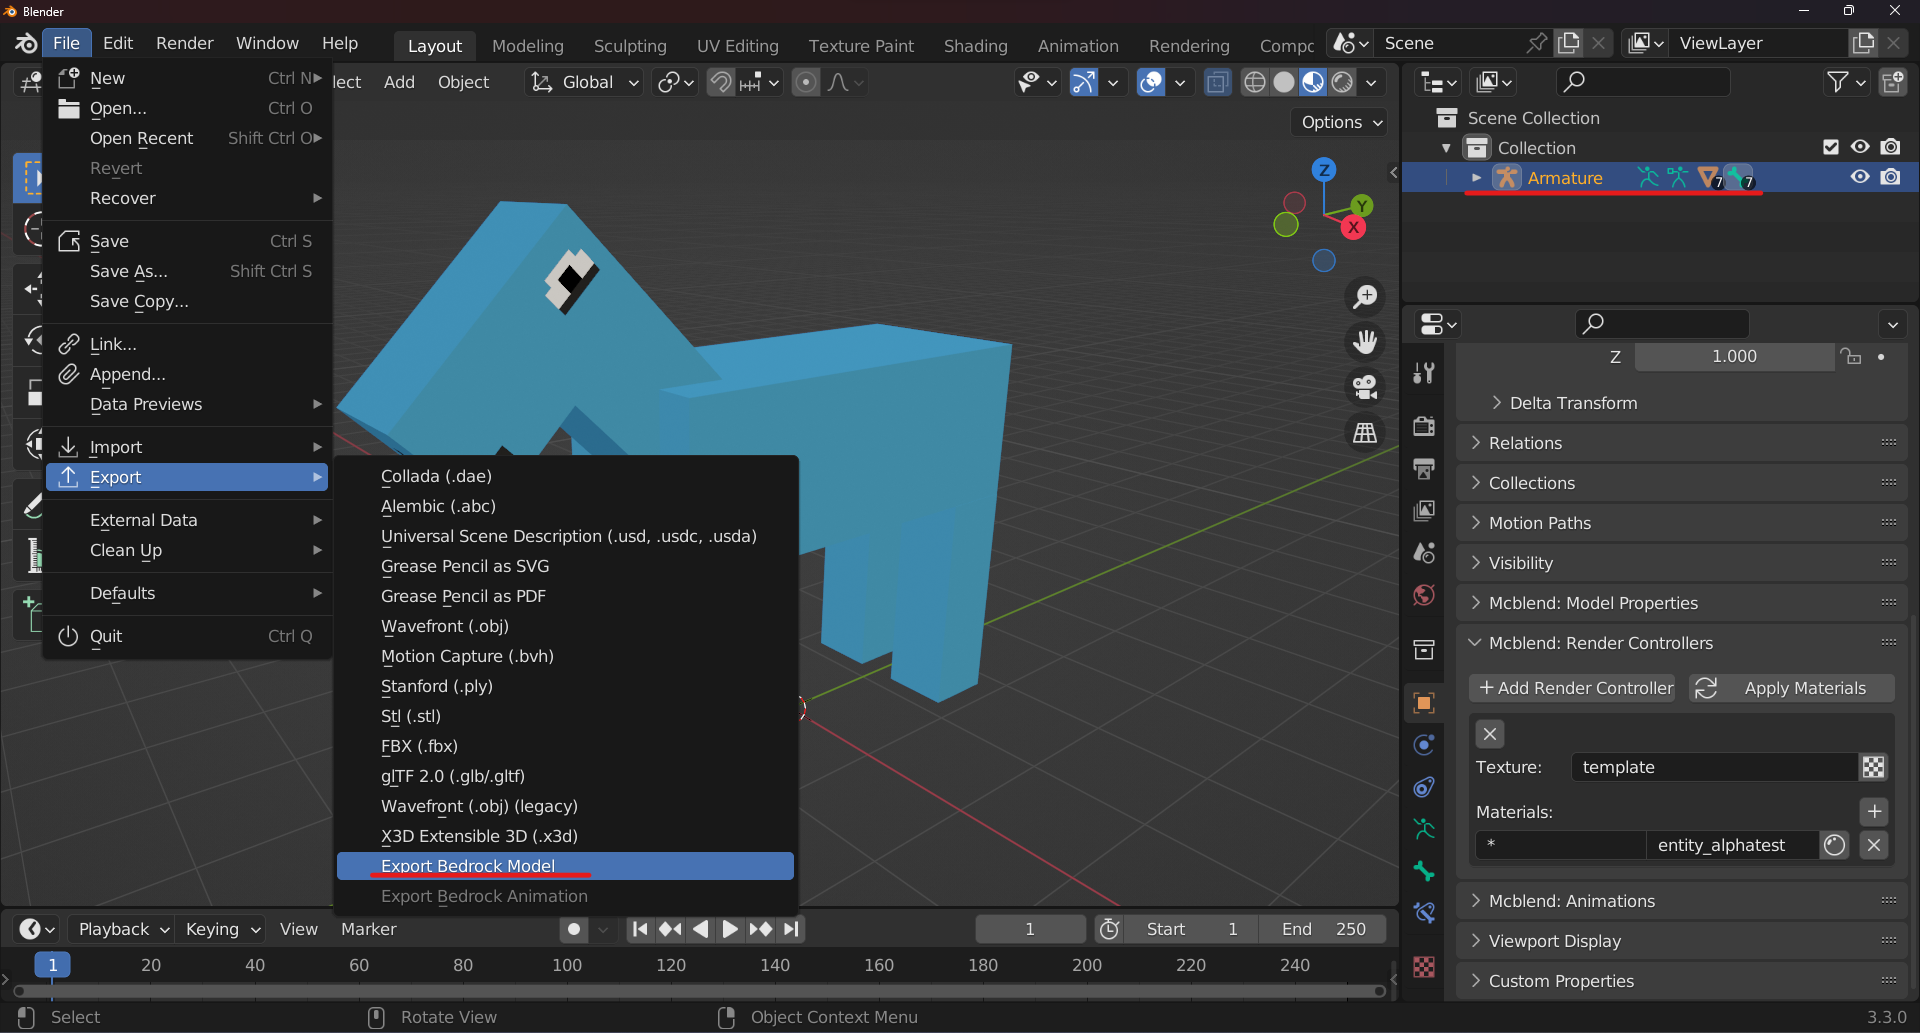 Blender
File Edit Render Window Help Layout Modeling Sculpting UV Editing Texture Paint Shading Animation Rendering Compc Scene ViewLayer
lect Add Object Global
Options
New Ctrl N
Open... Ctrl O
Open Recent Shift Ctrl O
Revert
Recover
Save Ctrl S
Save As... Shift Ctrl S
Save Copy...
Link...
Append...
Data Previews
Import
Export
External Data
Clean Up
Defaults
Quit Ctrl Q
Collada (.dae)
Alembic (.abc)
Universal Scene Description (.usd, .usdc, .usda)
Grease Pencil as SVG
Grease Pencil as PDF
Wavefront (.obj)
Motion Capture (.bvh)
Stanford (.ply)
Stl (.stl)
FBX (.fbx)
glTF 2.0 (.glb/.gltf)
Wavefront (.obj) (legacy)
X3D Extensible 3D (.x3d)
Export Bedrock Model
Export Bedrock Animation
Z
Y
X
Scene Collection
Collection
Armature 7 7
Z 1.000
Delta Transform
Relations
Collections
Motion Paths
Visibility
Mcblend: Model Properties
Mcblend: Render Controllers
Add Render Controller Apply Materials
Texture: template
Materials:
* entity_alphatest
Mcblend: Animations
Viewport Display
Custom Properties
Playback Keying View Marker 1 Start 1 End 250
1 20 40 60 80 100 120 140 160 180 200 220 240
Select Rotate View Object Context Menu 3.3.0